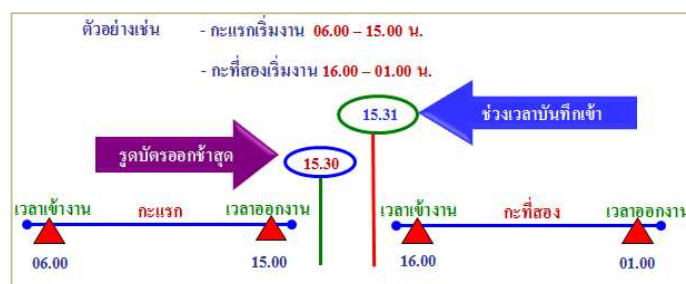 ตัวอย่างเช่น - กะแรกเริ่มงาน 06.00 – 15.00 น.
- กะที่สองเริ่มงาน 16.00 – 01.00 น.
15.31 ช่วงเวลาบันทึกเข้า
รูดบัตรออกช้าสุด 15.30
เวลาเข้างาน กะแรก เวลาออกงาน เวลาเข้างาน กะที่สอง เวลาออกงาน
06.00 15.00 16.00 01.00